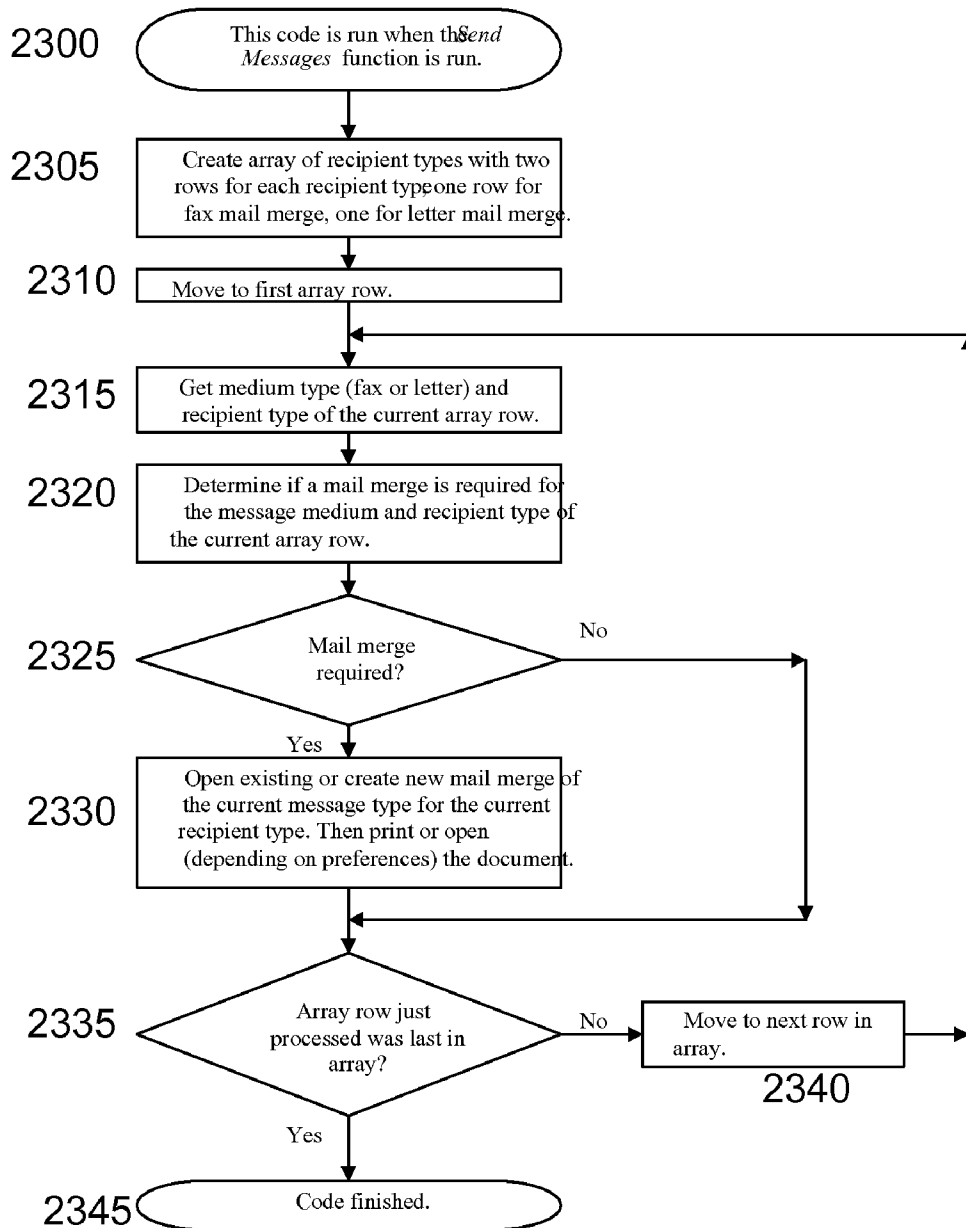 2300
This code is run when the Send
Messages function is run.
2305
Create array of recipient types with two
rows for each recipient type; one row for
fax mail merge, one for letter mail merge.
2310
Move to first array row.
2315
Get medium type (fax or letter) and
recipient type of the current array row.
2320
Determine if a mail merge is required for
the message medium and recipient type of
the current array row.
2325
Mail merge
required?
No
Yes
2330
Open existing or create new mail merge of
the current message type for the current
recipient type. Then print or open
(depending on preferences) the document.
2335
Array row just
processed was last in
array?
No
Move to next row in
array.
2340
Yes
2345
Code finished.